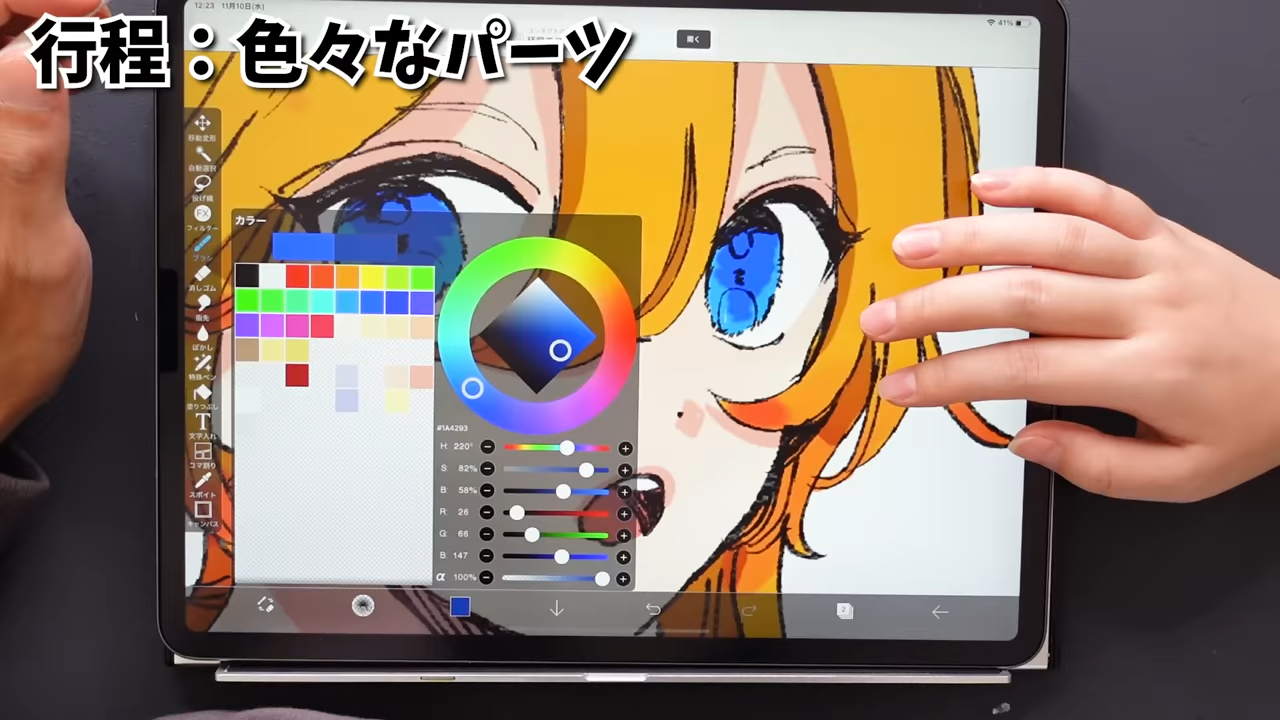 12:23 11月10日(水)
41%
行程：色々なパーツ
開く
移動変形
自動選択
投げ縄
FX
フィルター
ブラシ
消しゴム
指先
ぼかし
特殊ペン
塗りつぶし
T
文字入れ
コマ割り
スポイト
キャンバス
カラー
#1A4293
H: 220°
S: 82%
B: 58%
R: 26
G: 66
B: 147
α 100%
2